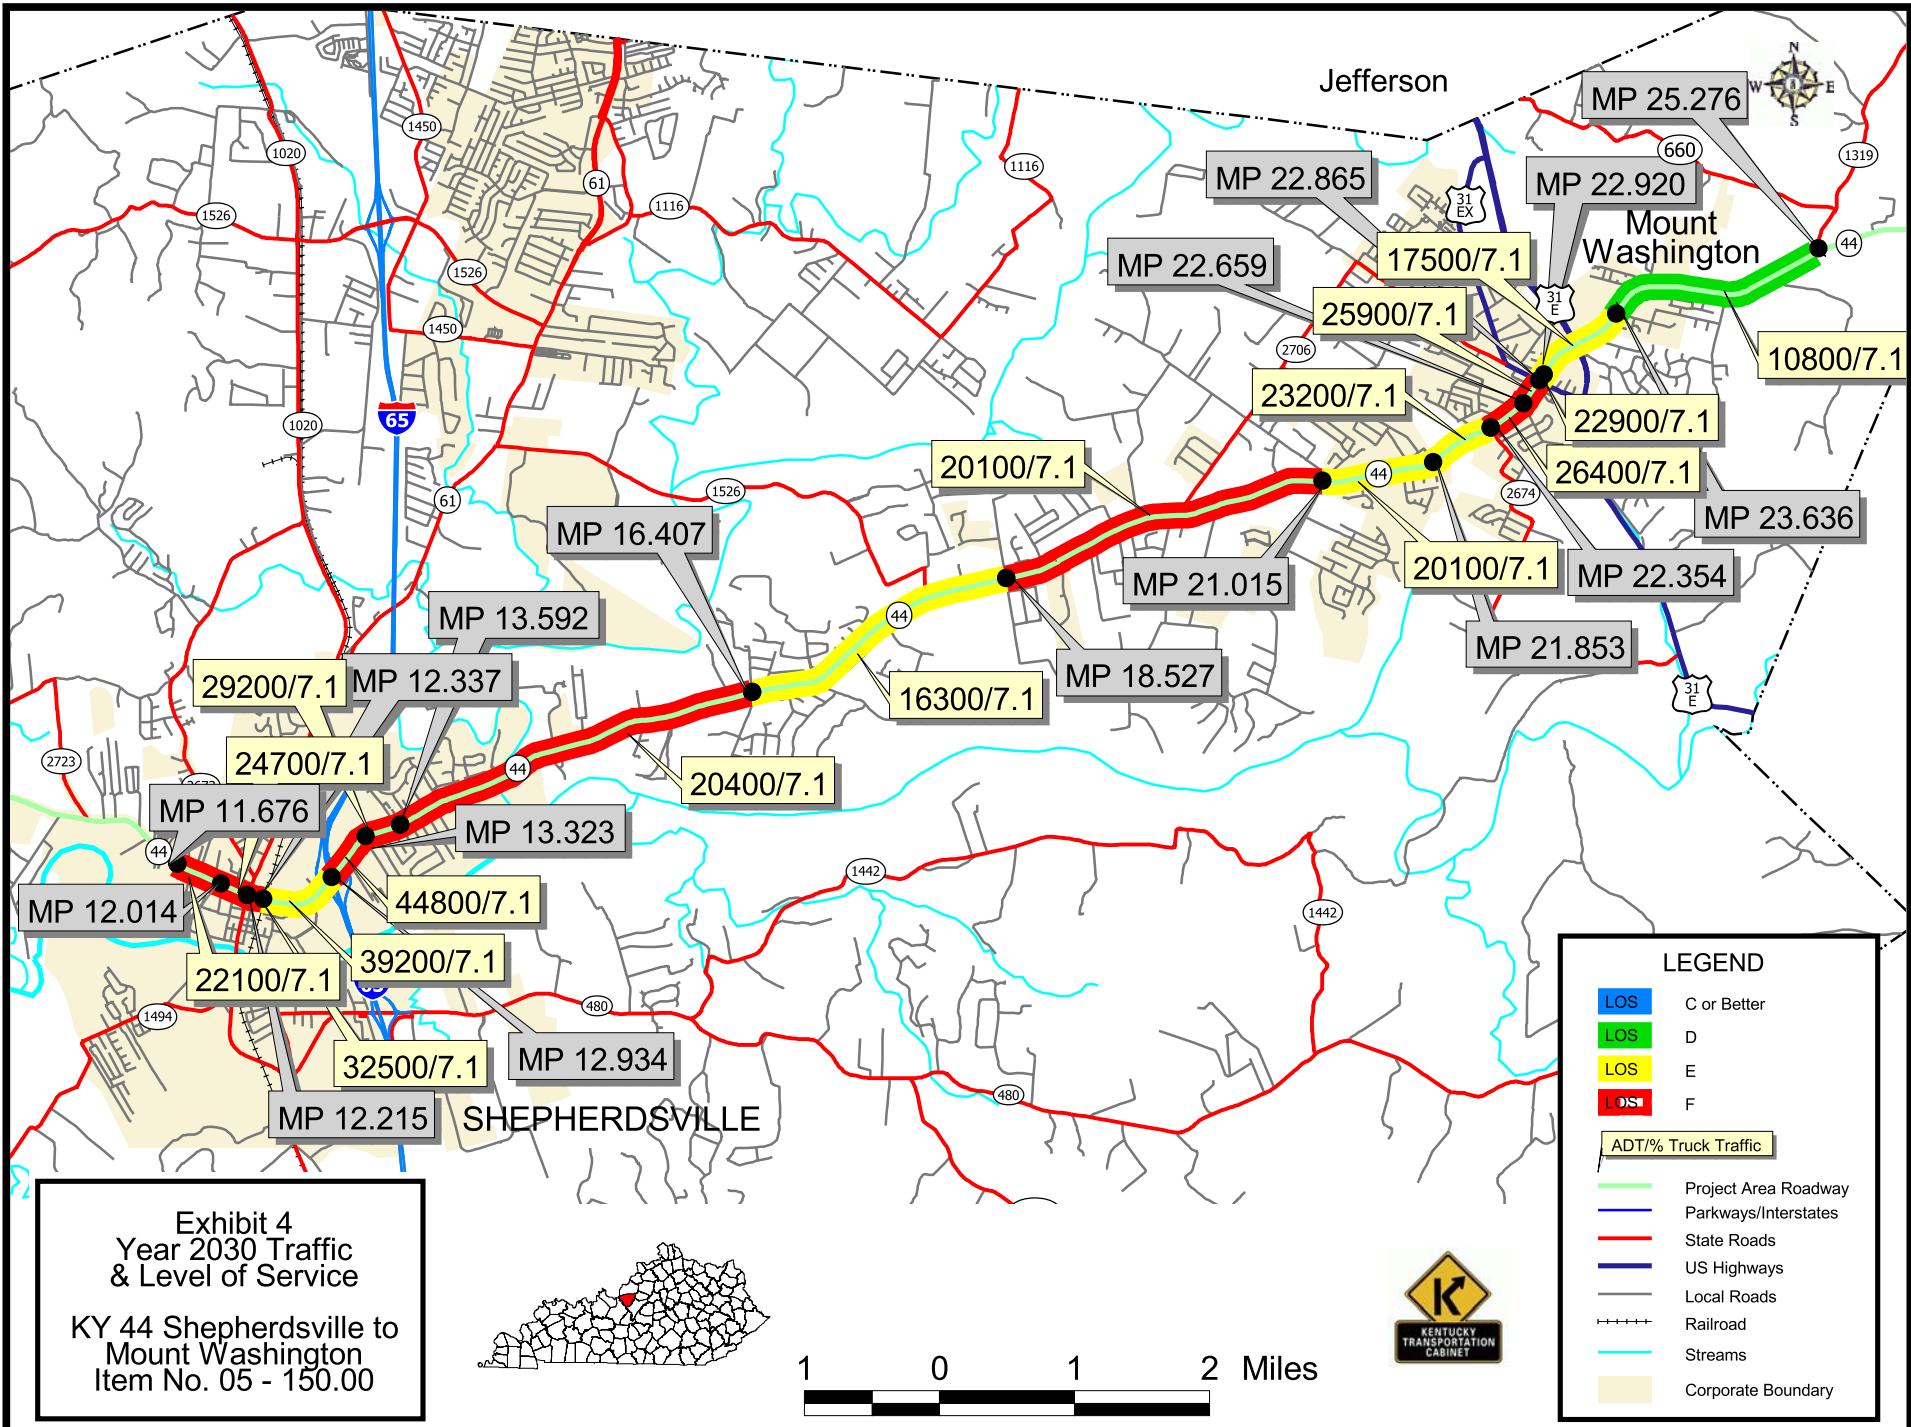 Jefferson
N
W
E
S
MP 25.276
1450
1020
660
1319
1116
MP 22.865
31
EX
MP 22.920
61
1116
1526
Mount
Washington
44
17500/7.1
MP 22.659
1526
31
E
25900/7.1
1450
2706
10800/7.1
23200/7.1
65
1020
22900/7.1
20100/7.1
26400/7.1
44
1526
2674
61
MP 16.407
MP 23.636
20100/7.1
MP 22.354
MP 21.015
MP 13.592
44
MP 21.853
MP 18.527
29200/7.1
MP 12.337
16300/7.1
31
E
24700/7.1
2723
44
20400/7.1
MP 11.676
MP 13.323
44
1442
44800/7.1
MP 12.014
1442
39200/7.1
22100/7.1
480
1494
32500/7.1
MP 12.934
480
MP 12.215
SHEPHERDSVILLE
LEGEND
LOS C or Better
LOS D
LOS E
LOS F
ADT/% Truck Traffic
Project Area Roadway
Parkways/Interstates
State Roads
US Highways
Local Roads
Railroad
Streams
Corporate Boundary
Exhibit 4
Year 2030 Traffic
& Level of Service
KY 44 Shepherdsville to
Mount Washington
Item No. 05 - 150.00
KENTUCKY
TRANSPORTATION
CABINET
1 0 1 2 Miles